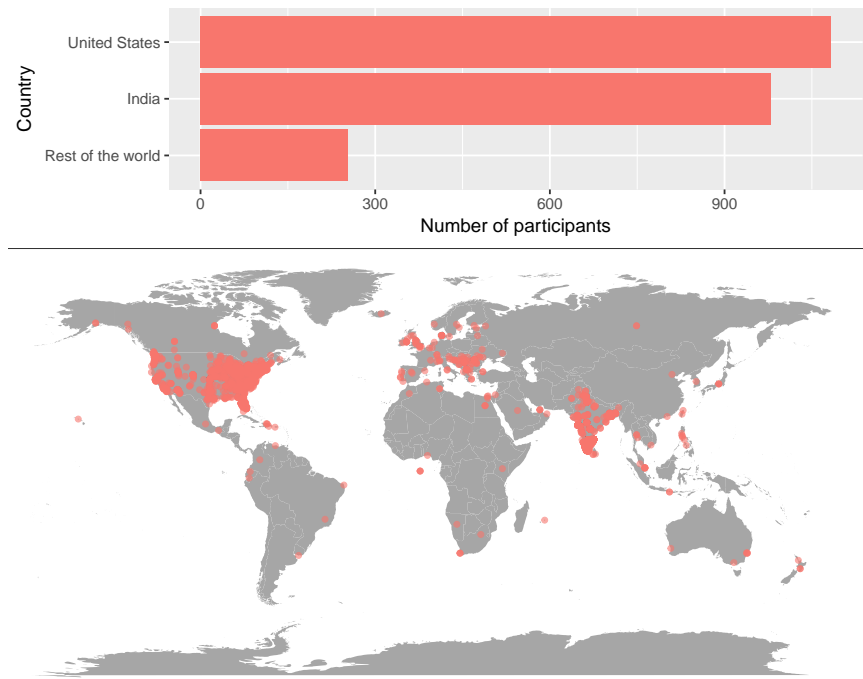 Country
United States
India
Rest of the world
0 300 600 900
Number of participants